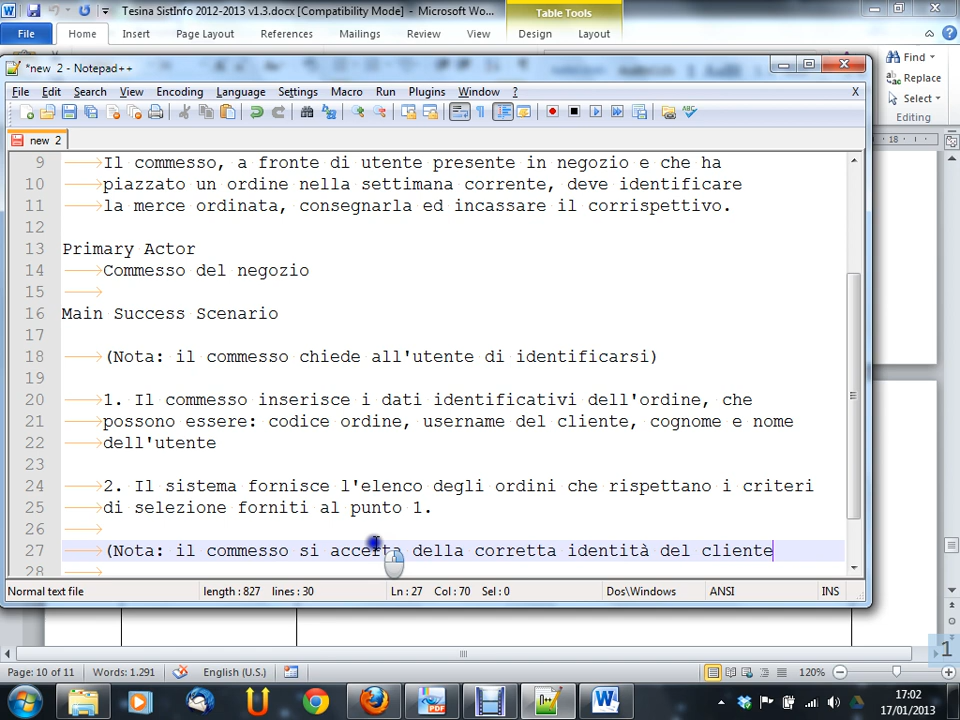 Tesina SistInfo 2012-2013 v1.3.docx [Compatibility Mode] - Microsoft Wo...
Table Tools
File Home Insert Page Layout References Mailings Review View Design Layout
*new 2 - Notepad++
Find
Replace
Select
Editing
File Edit Search View Encoding Language Settings Macro Run Plugins Window ? X
new 2
18
9 Il commesso, a fronte di utente presente in negozio e che ha
10 piazzato un ordine nella settimana corrente, deve identificare
11 la merce ordinata, consegnarla ed incassare il corrispettivo.
12
13 Primary Actor
14 Commesso del negozio
15
16 Main Success Scenario
17
18 (Nota: il commesso chiede all'utente di identificarsi)
19
20 1. Il commesso inserisce i dati identificativi dell'ordine, che
21 possono essere: codice ordine, username del cliente, cognome e nome
22 dell'utente
23
24 2. Il sistema fornisce l'elenco degli ordini che rispettano i criteri
25 di selezione forniti al punto 1.
26
27 (Nota: il commesso si accerta della corretta identità del cliente
28
Normal text file length : 827 lines : 30 Ln : 27 Col : 70 Sel : 0 Dos\Windows ANSI INS
1
Page: 10 of 11 Words: 1.291 English (U.S.) 120%
17:02
17/01/2013